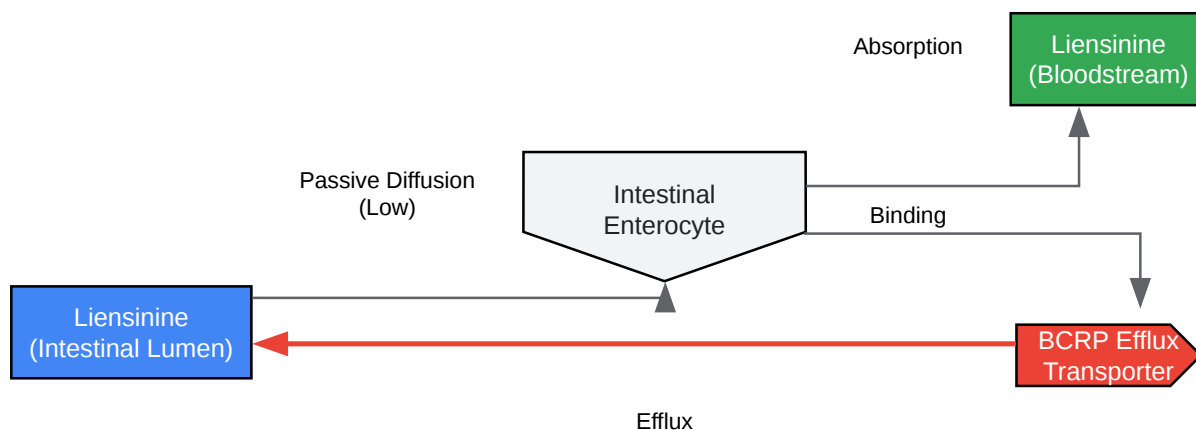 Absorption
Liensinine
(Bloodstream)
Passive Diffusion
(Low)
Intestinal
Enterocyte
Binding
Liensinine
(Intestinal Lumen)
BCRP Efflux
Transporter
Efflux